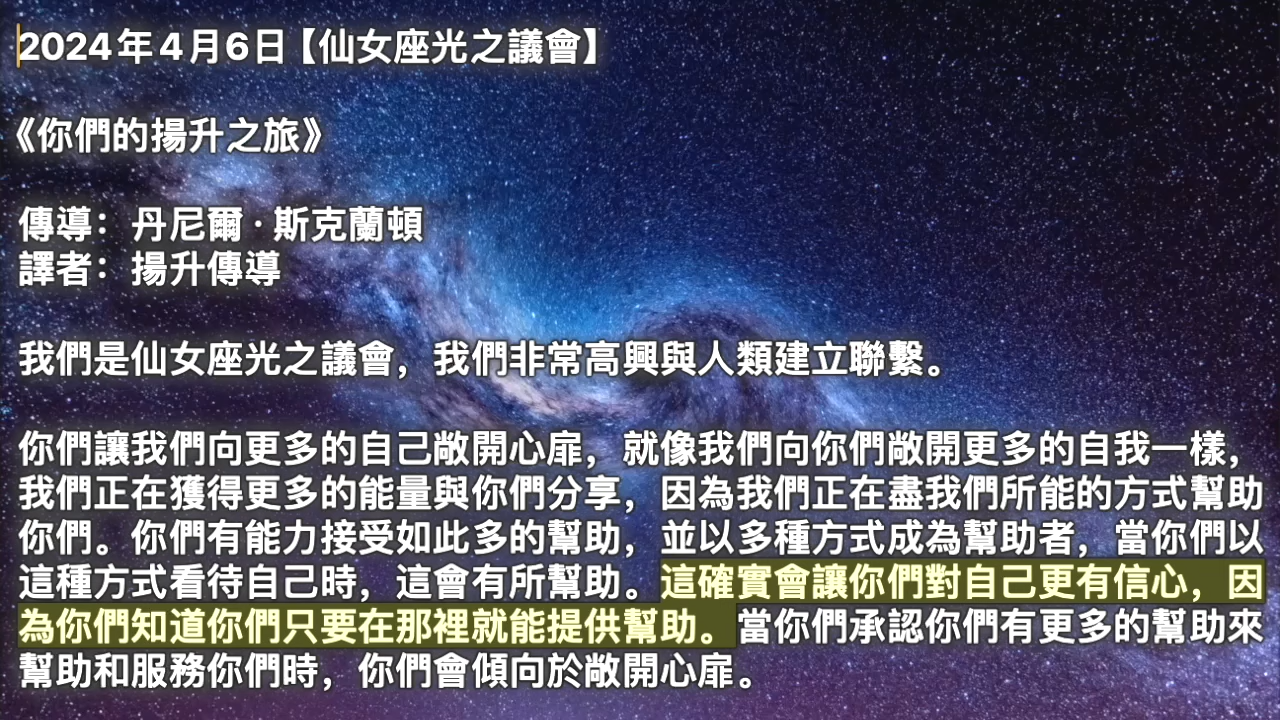 2024年4月6日【仙女座光之議會】
《你們的揚升之旅》
傳導：丹尼爾·斯克蘭頓
譯者：揚升傳導
我們是仙女座光之議會，我們非常高興與人類建立聯繫。
你們讓我們向更多的自己敞開心扉，就像我們向你們敞開更多的自我一樣，
我們正在獲得更多的能量與你們分享，因為我們正在盡我們所能的方式幫助
你們。你們有能力接受如此多的幫助，並以多種方式成為幫助者，當你們以
這種方式看待自己時，這會有所幫助。這確實會讓你們對自己更有信心，因
為你們知道你們只要在那裡就能提供幫助。當你們承認你們有更多的幫助來
幫助和服務你們時，你們會傾向於敞開心扉。